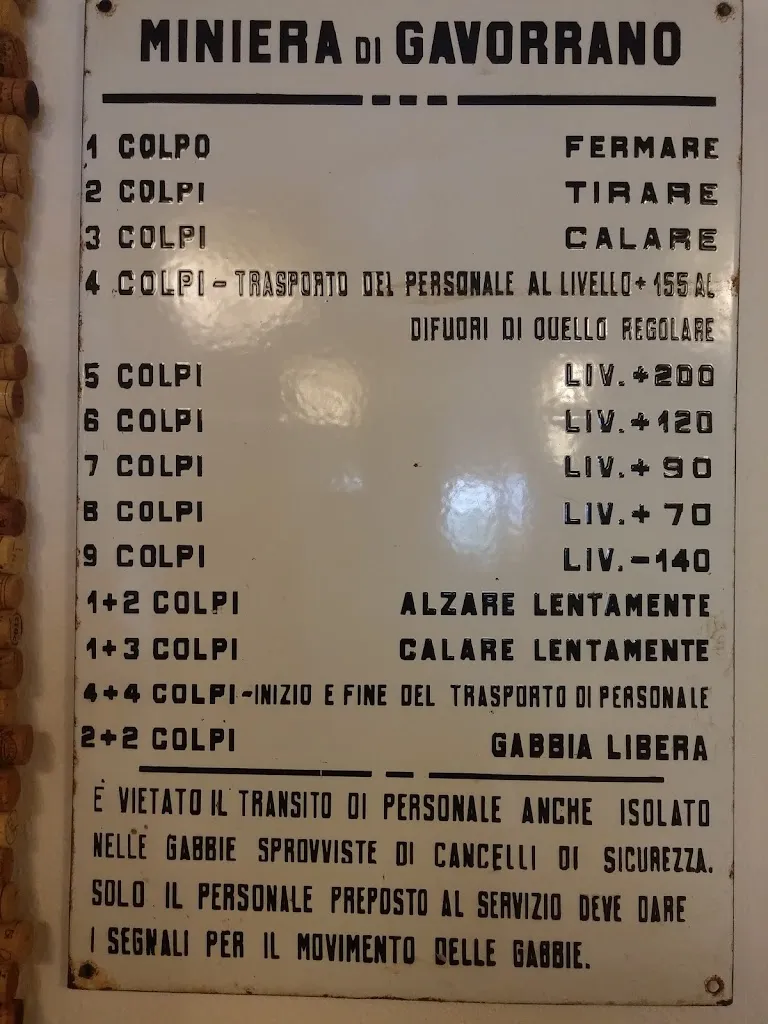 MINIERA DI GAVORRANO
1 COLPO FERMARE
2 COLPI TIRARE
3 COLPI CALARE
4 COLPI - TRASPORTO DEL PERSONALE AL LIVELLO + 155 AL
DIFUORI DI QUELLO REGOLARE
5 COLPI LIV. + 200
6 COLPI LIV. + 120
7 COLPI LIV. + 90
8 COLPI LIV. + 70
9 COLPI LIV. - 140
1+2 COLPI ALZARE LENTAMENTE
1+3 COLPI CALARE LENTAMENTE
4+4 COLPI - INIZIO E FINE DEL TRASPORTO DI PERSONALE
2+2 COLPI GABBIA LIBERA
È VIETATO IL TRANSITO DI PERSONALE ANCHE ISOLATO
NELLE GABBIE SPROVVISTE DI CANCELLI DI SICUREZZA.
SOLO IL PERSONALE PREPOSTO AL SERVIZIO DEVE DARE
I SEGNALI PER IL MOVIMENTO DELLE GABBIE.